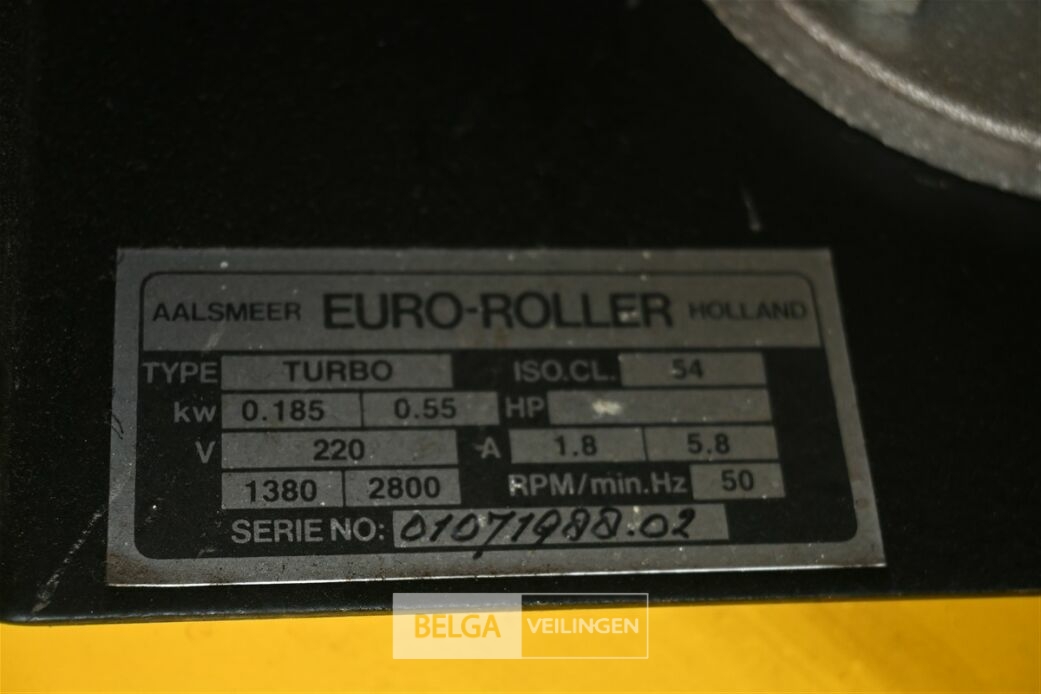 AALSMEER EURO-ROLLER HOLLAND
TYPE TURBO ISO.CL. 54
kw 0.185 0.55 HP
V 220 A 1.8 5.8
1380 2800 RPM/min.Hz 50
SERIE NO: 01071988.02
BELGA VEILINGEN